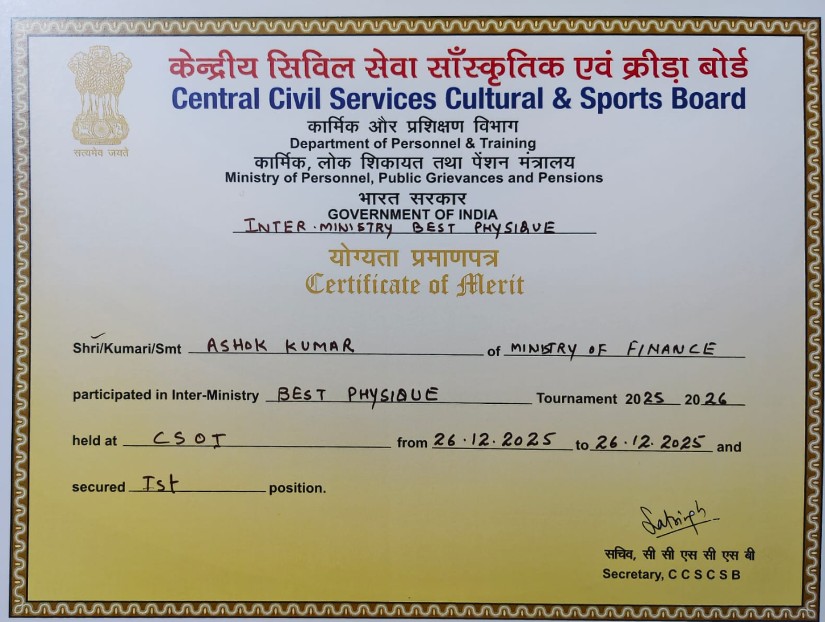 केन्द्रीय सिविल सेवा साँस्कृतिक एवं क्रीड़ा बोर्ड
Central Civil Services Cultural & Sports Board
सत्यमेव जयते
कार्मिक और प्रशिक्षण विभाग
Department of Personnel & Training
कार्मिक, लोक शिकायत तथा पेंशन मंत्रालय
Ministry of Personnel, Public Grievances and Pensions
भारत सरकार
GOVERNMENT OF INDIA
INTER-MINISTRY BEST PHYSIQUE
योग्यता प्रमाणपत्र
Certificate of Merit
Shri/Kumari/Smt ASHOK KUMAR of MINISTRY OF FINANCE
participated in Inter-Ministry BEST PHYSIQUE Tournament 2025 2026
held at CSOI from 26.12.2025 to 26.12.2025 and
secured Ist position.
सचिव, सी सी एस सी एस बी
Secretary, C C S C S B